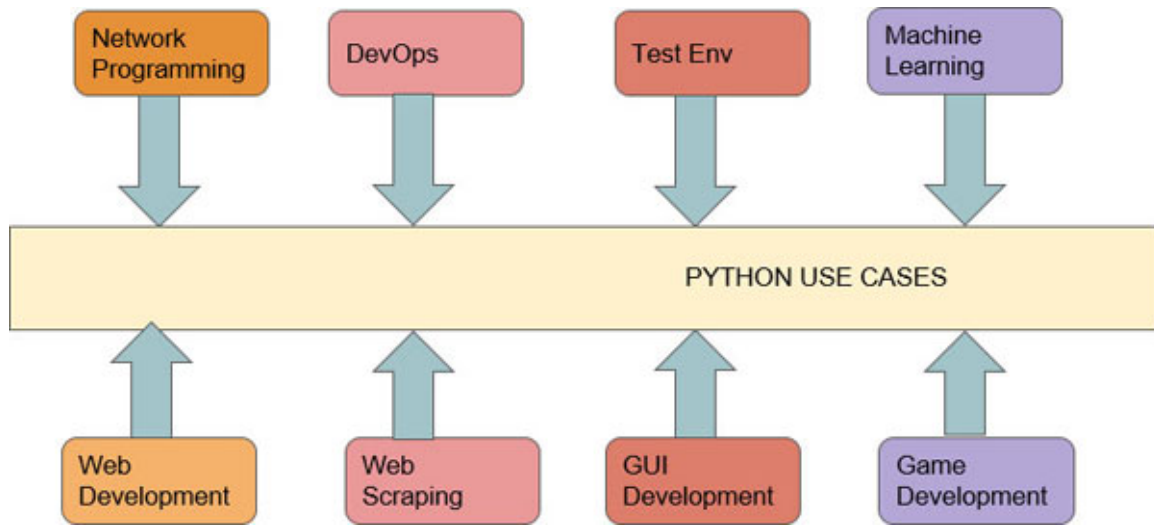 Network
Programming
DevOps
Test Env
Machine
Learning
PYTHON USE CASES
Web
Development
Web
Scraping
GUI
Development
Game
Development